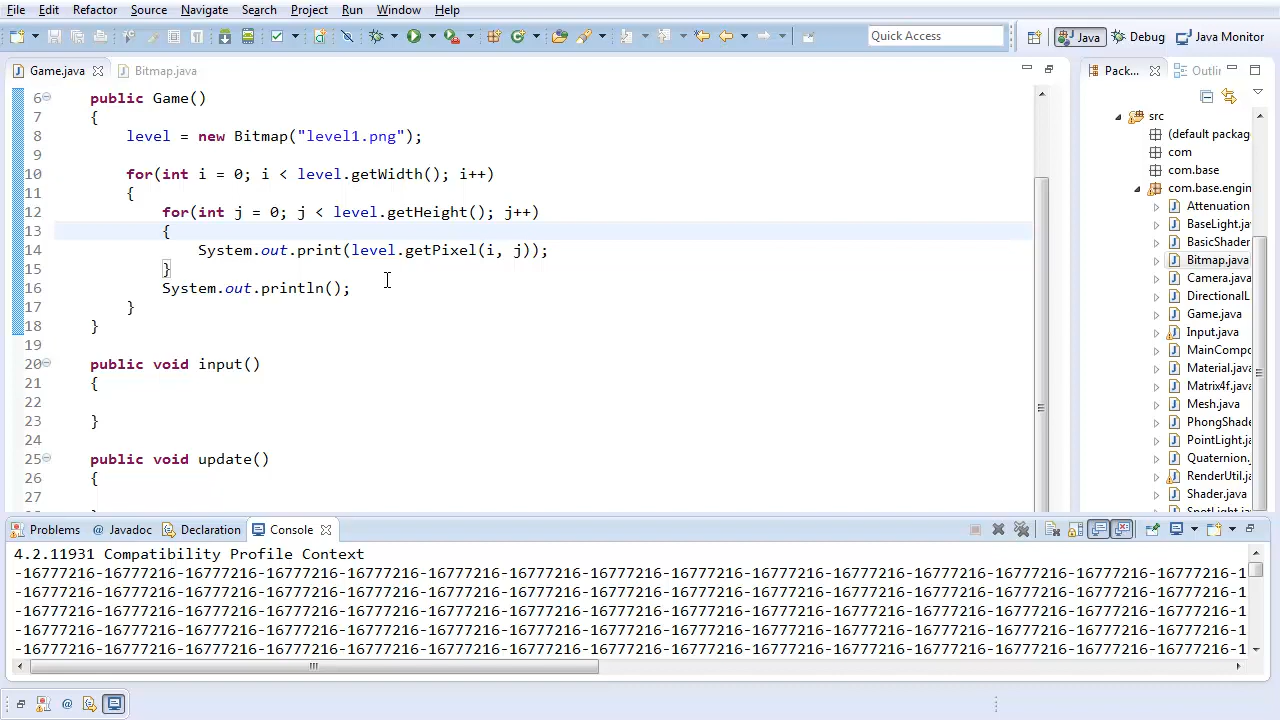 File Edit Refactor Source Navigate Search Project Run Window Help
Quick Access
Java Debug Java Monitor
Game.java Bitmap.java
Pack... Outlin
6 public Game()
7 {
8 level = new Bitmap("level1.png");
9
10 for(int i = 0; i < level.getWidth(); i++)
11 {
12 for(int j = 0; j < level.getHeight(); j++)
13 {
14 System.out.print(level.getPixel(i, j));
15 }
16 System.out.println();
17 }
18 }
19
20 public void input()
21 {
22
23 }
24
25 public void update()
26 {
27
src
(default packag
com
com.base
com.base.engin
Attenuation
BaseLight.jav
BasicShader
Bitmap.java
Camera.java
DirectionalL
Game.java
Input.java
MainCompo
Material.java
Matrix4f.java
Mesh.java
PhongShade
PointLight.ja
Quaternion.
RenderUtil.ja
Shader.java
Problems @ Javadoc Declaration Console
4.2.11931 Compatibility Profile Context
-16777216-16777216-16777216-16777216-16777216-16777216-16777216-16777216-16777216-16777216-16777216-16777216-16777216-16777216-16777216-1
-16777216-16777216-16777216-16777216-16777216-16777216-16777216-16777216-16777216-16777216-16777216-16777216-16777216-16777216-16777216-1
-16777216-16777216-16777216-16777216-16777216-16777216-16777216-16777216-16777216-16777216-16777216-16777216-16777216-16777216-16777216-1
-16777216-16777216-16777216-16777216-16777216-16777216-16777216-16777216-16777216-16777216-16777216-16777216-16777216-16777216-16777216-1
-16777216-16777216-16777216-16777216-16777216-16777216-16777216-16777216-16777216-16777216-16777216-16777216-16777216-16777216-16777216-1